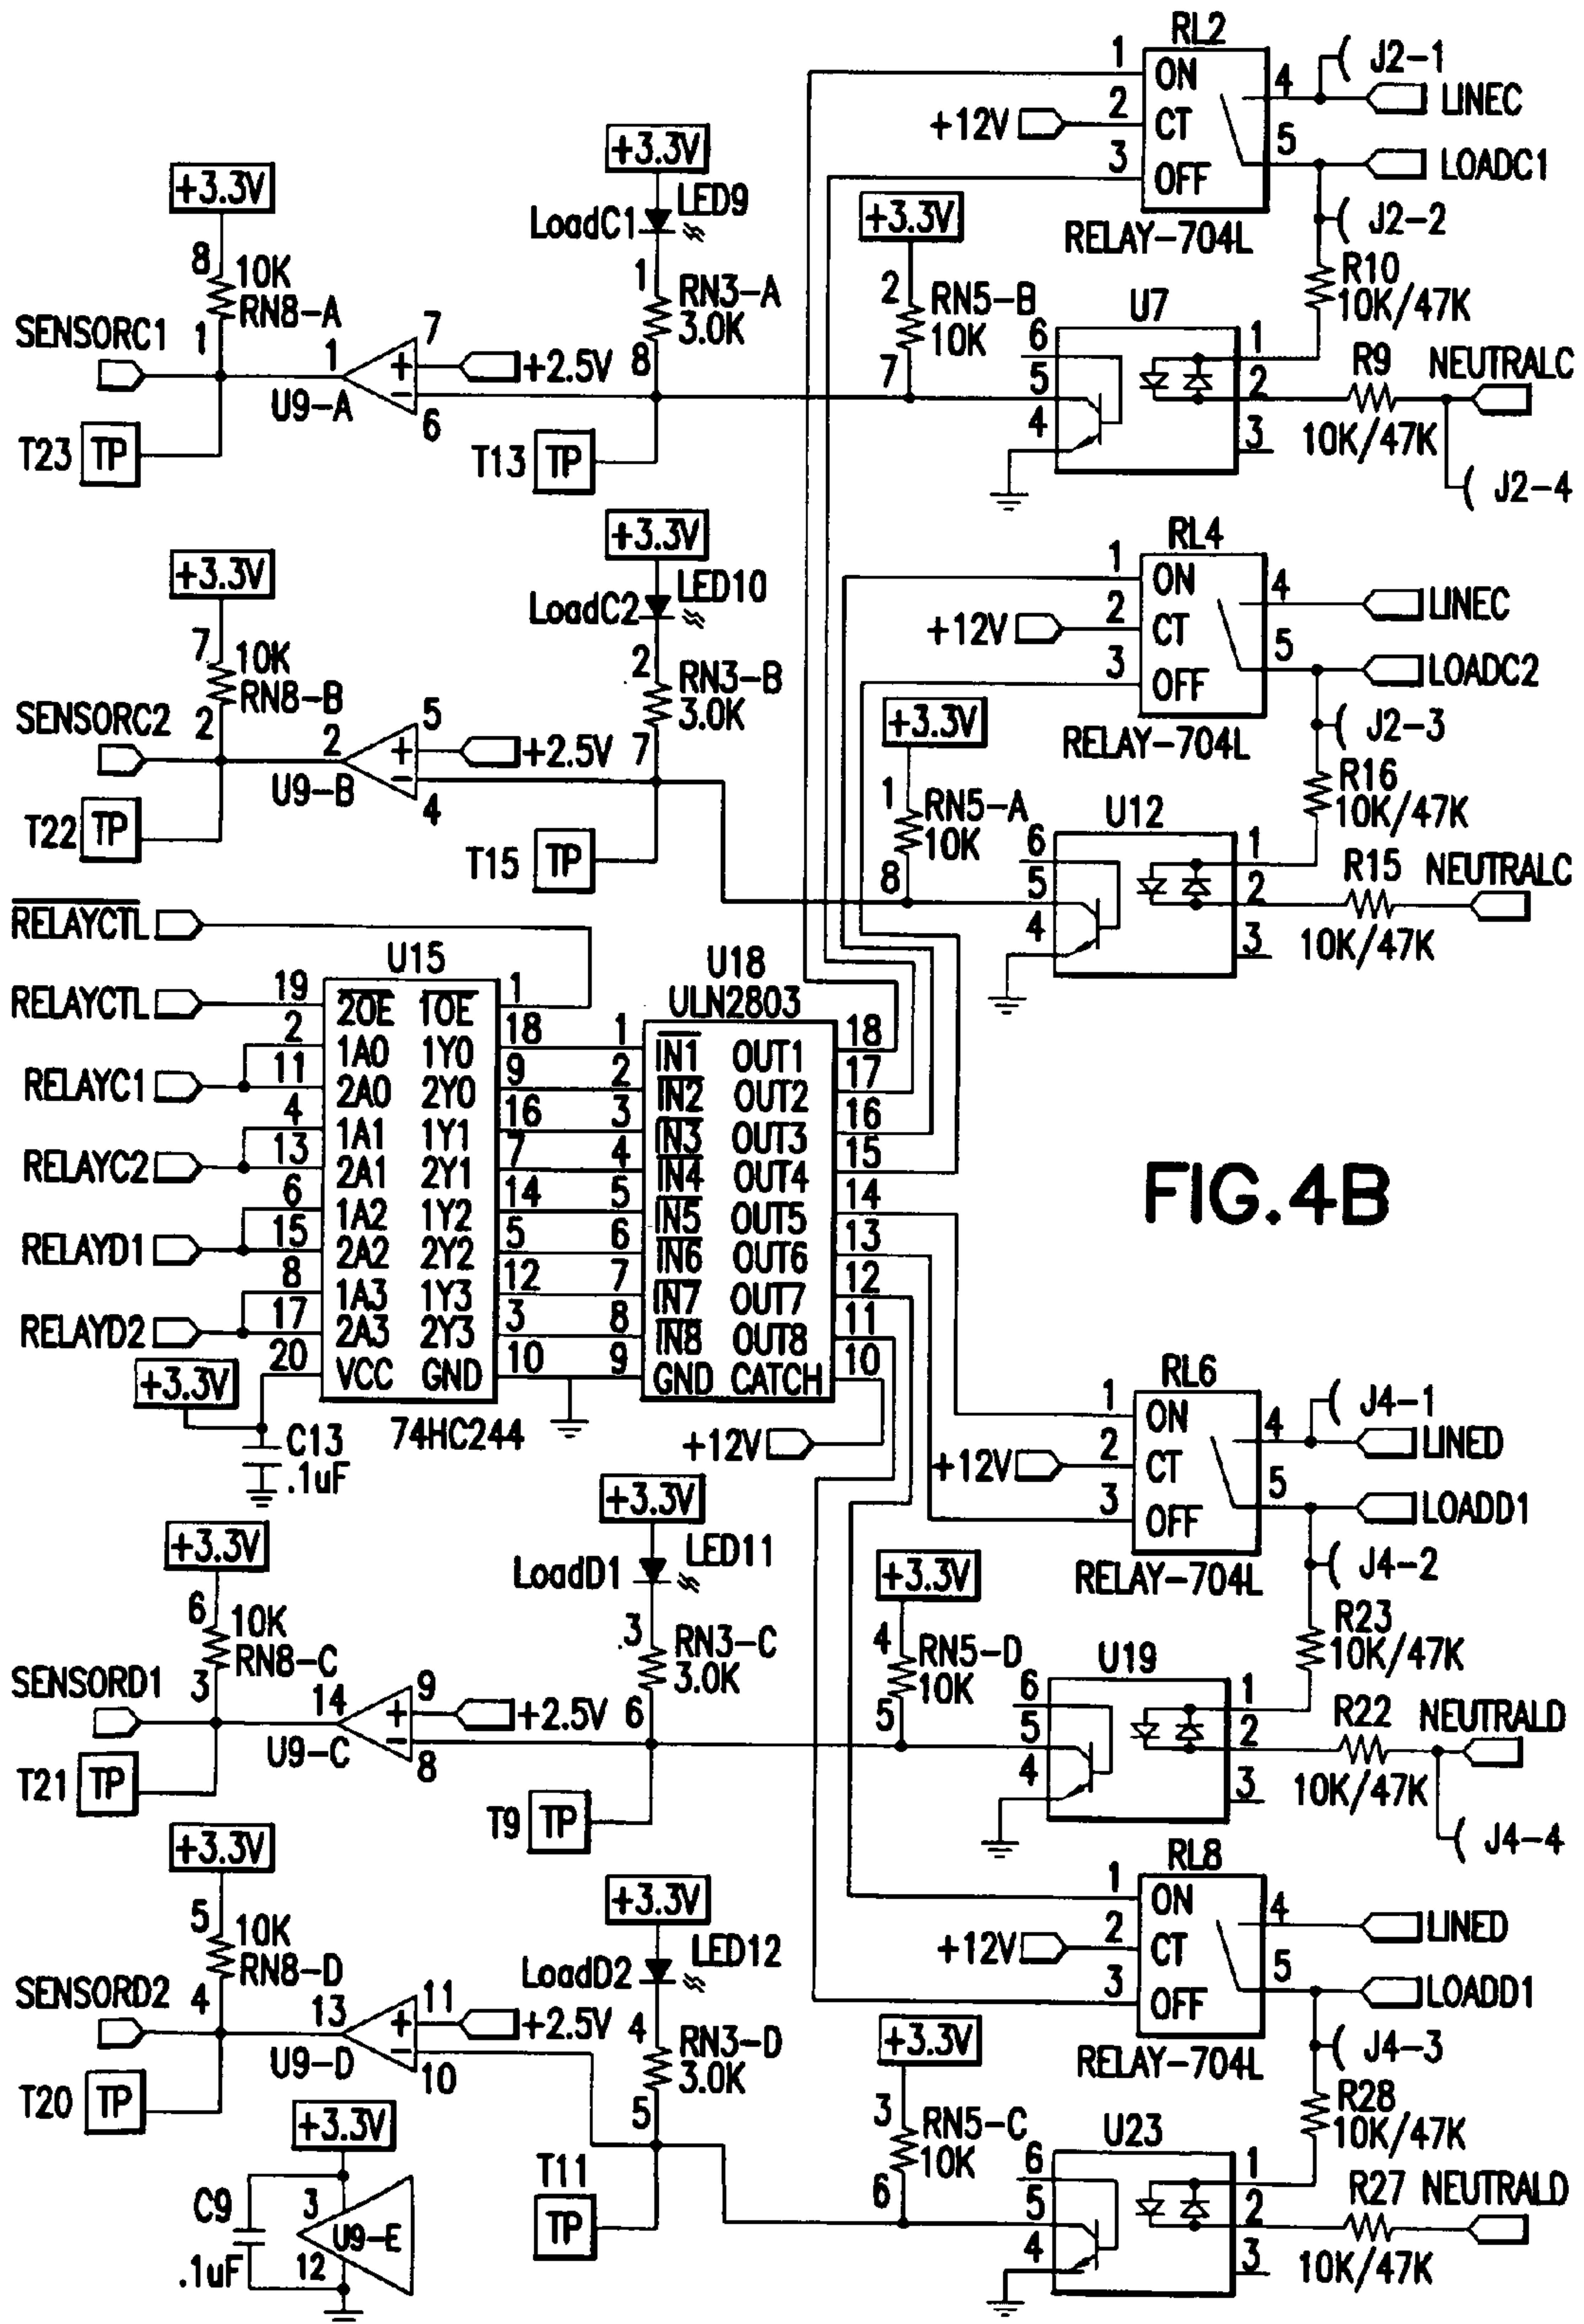 RL2
1 ON 4 J2-1
LINEC
+12V 2 CT
5
3 OFF LOADC1
RELAY-704L
J2-2
R10
10K/47K
+3.3V
8 10K
RN8-A
1
SENSORC1
T23 TP
1 7
+ +2.5V
-
U9-A 6
+3.3V
LED9
LoadC1
1 RN3-A
3.0K
8
T13 TP
+3.3V
2 RN5-B
10K
7
U7
6 1
5 2
4 3
R9 NEUTRALC
10K/47K
J2-4
RL4
1 ON 4 LINEC
+12V 2 CT
5
3 OFF LOADC2
RELAY-704L
J2-3
R16
10K/47K
+3.3V
7 10K
RN8-B
2
SENSORC2
T22 TP
2 5
+ +2.5V
-
U9-B 4
+3.3V
LED10
LoadC2
2 RN3-B
3.0K
7
T15 TP
+3.3V
1 RN5-A
10K
8
U12
6 1
5 2
4 3
R15 NEUTRALC
10K/47K
RELAYCTL
U15
RELAYCTL 19 2OE 1OE 1
2 1A0 1Y0 18
RELAYC1 11 2A0 2Y0 9
4 1A1 1Y1 16
RELAYC2 13 2A1 2Y1 7
6 1A2 1Y2 14
RELAYD1 15 2A2 2Y2 5
8 1A3 1Y3 12
RELAYD2 17 2A3 2Y3 3
+3.3V 20 VCC GND 10
74HC244
C13
.1uF
U18
ULN2803
1 IN1 OUT1 18
2 IN2 OUT2 17
3 IN3 OUT3 16
4 IN4 OUT4 15
5 IN5 OUT5 14
6 IN6 OUT6 13
7 IN7 OUT7 12
8 IN8 OUT8 11
9 GND CATCH 10
+12V
FIG.4B
RL6
1 ON 4 J4-1
LINED
+12V 2 CT
5
3 OFF LOADD1
RELAY-704L
J4-2
R23
10K/47K
+3.3V
6 10K
RN8-C
3
SENSORD1
T21 TP
14 9
+ +2.5V
-
U9-C 8
+3.3V
LED11
LoadD1
3 RN3-C
3.0K
6
T9 TP
+3.3V
4 RN5-D
10K
5
U19
6 1
5 2
4 3
R22 NEUTRALD
10K/47K
J4-4
RL8
1 ON 4 LINED
+12V 2 CT
5
3 OFF LOADD1
RELAY-704L
J4-3
R28
10K/47K
+3.3V
5 10K
RN8-D
4
SENSORD2
T20 TP
13 11
+ +2.5V
-
U9-D 10
+3.3V
LED12
LoadD2
4 RN3-D
3.0K
5
T11
TP
+3.3V
3 RN5-C
10K
6
U23
6 1
5 2
4 3
R27 NEUTRALD
10K/47K
+3.3V
C9
.1uF
3
U9-E
12